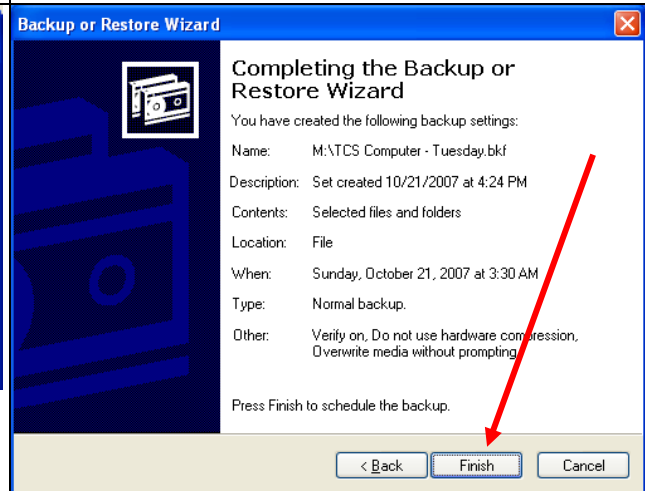 Backup or Restore Wizard
Completing the Backup or
Restore Wizard
You have created the following backup settings:
Name: M:\TCS Computer - Tuesday.bkf
Description: Set created 10/21/2007 at 4:24 PM
Contents: Selected files and folders
Location: File
When: Sunday, October 21, 2007 at 3:30 AM
Type: Normal backup.
Other: Verify on, Do not use hardware compression,
Overwrite media without prompting
Press Finish to schedule the backup.
< Back Finish Cancel